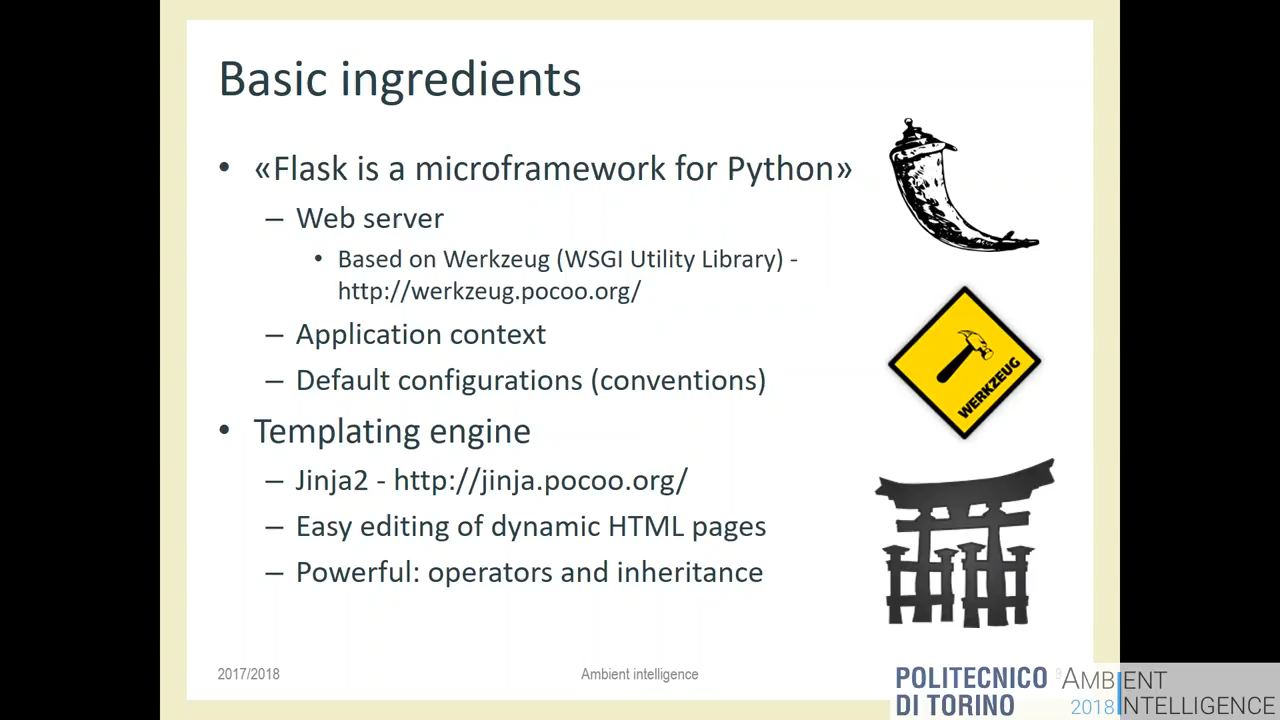 Basic ingredients
• «Flask is a microframework for Python»
– Web server
• Based on Werkzeug (WSGI Utility Library) -
http://werkzeug.pocoo.org/
– Application context
– Default configurations (conventions)
WERKZEUG
• Templating engine
– Jinja2 - http://jinja.pocoo.org/
– Easy editing of dynamic HTML pages
– Powerful: operators and inheritance
2017/2018
Ambient intelligence
POLITECNICO
DI TORINO
AMBIENT
2018 INTELLIGENCE